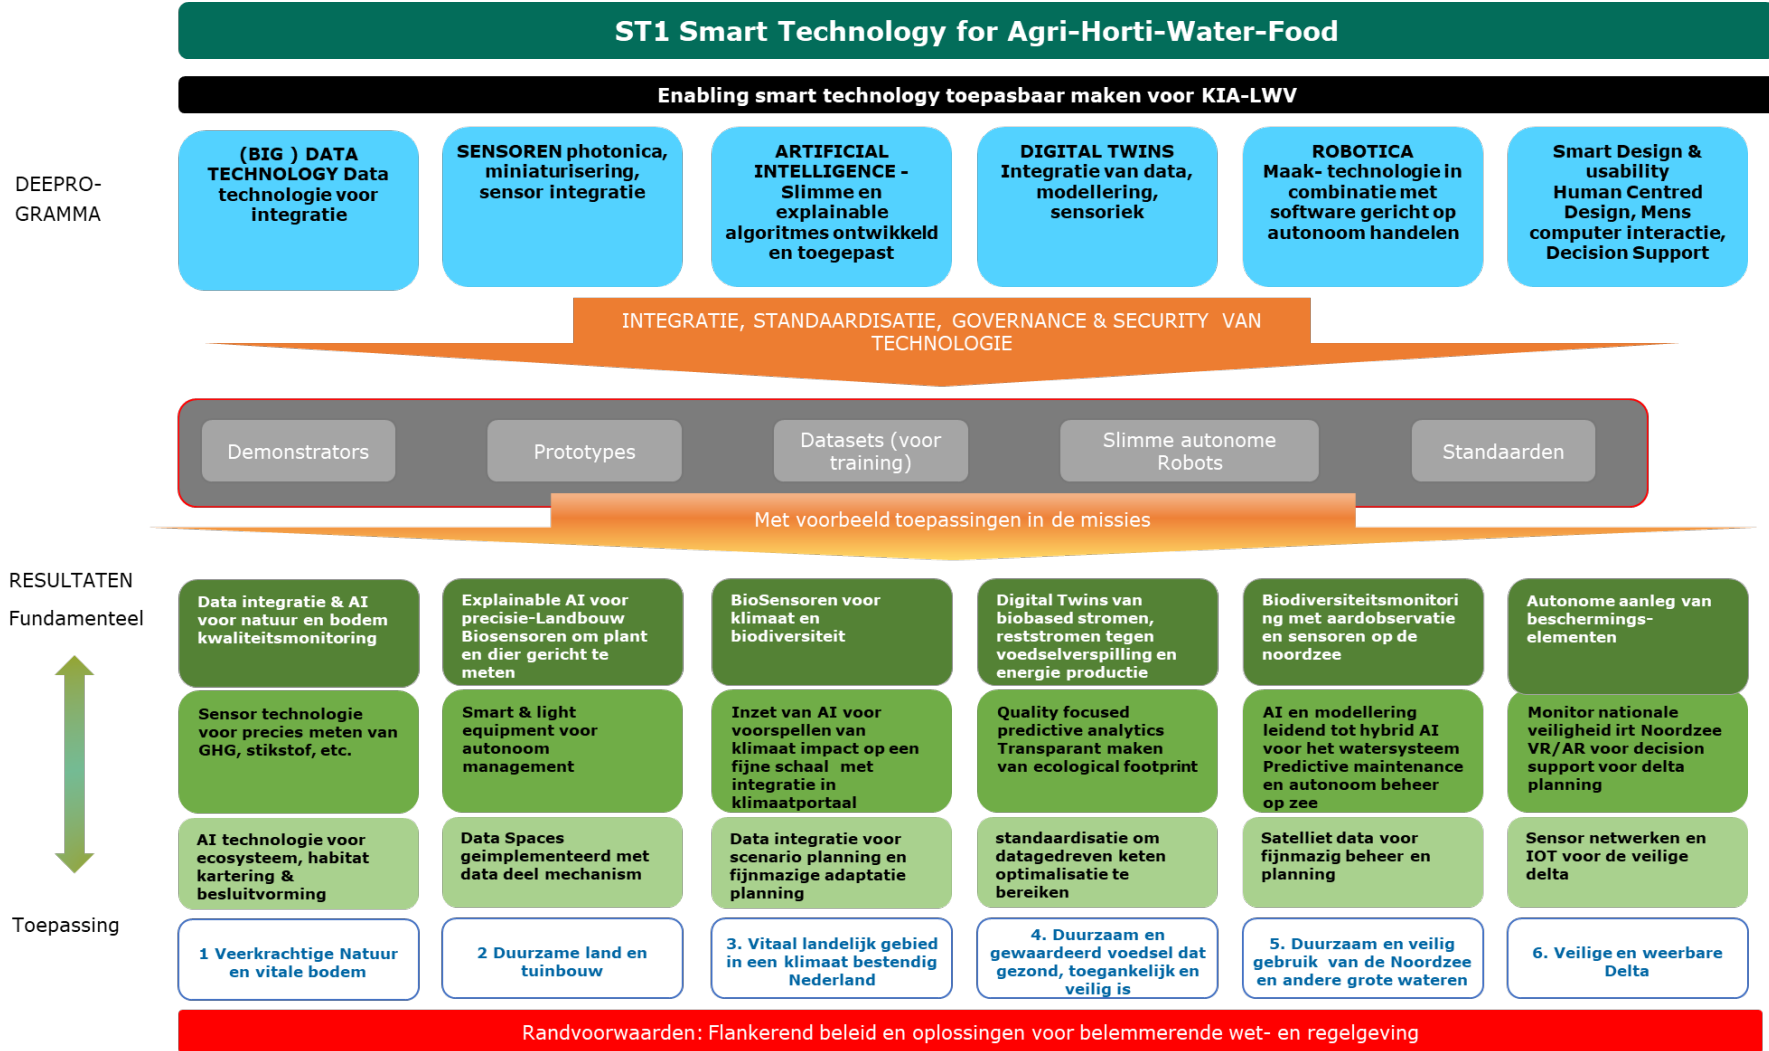 ST1 Smart Technology for Agri-Horti-Water-Food
Enabling smart technology toepasbaar maken voor KIA-LWV
DEEPRO-
GRAMMA
(BIG ) DATA
TECHNOLOGY Data
technologie voor
integratie
SENSOREN photonica,
miniaturisering,
sensor integratie
ARTIFICIAL
INTELLIGENCE -
Slimme en
explainable
algoritmes ontwikkeld
en toegepast
DIGITAL TWINS
Integratie van data,
modellering,
sensoriek
ROBOTICA
Maak- technologie in
combinatie met
software gericht op
autonoom handelen
Smart Design &
usability
Human Centred
Design, Mens
computer interactie,
Decision Support
INTEGRATIE, STANDAARDISATIE, GOVERNANCE & SECURITY VAN
TECHNOLOGIE
Demonstrators
Prototypes
Datasets (voor
training)
Slimme autonome
Robots
Standaarden
Met voorbeeld toepassingen in de missies
RESULTATEN
Fundamenteel
Data integratie & AI
voor natuur en bodem
kwaliteitsmonitoring
Explainable AI voor
precisie-Landbouw
Biosensoren om plant
en dier gericht te
meten
BioSensoren voor
klimaat en
biodiversiteit
Digital Twins van
biobased stromen,
reststromen tegen
voedselverspilling en
energie productie
Biodiversiteitsmonitori
ng met aardobservatie
en sensoren op de
noordzee
Autonome aanleg van
beschermings-
elementen
Sensor technologie
voor precies meten van
GHG, stikstof, etc.
Smart & light
equipment voor
autonoom
management
Inzet van AI voor
voorspellen van
klimaat impact op een
fijne schaal met
integratie in
klimaatportaal
Quality focused
predictive analytics
Transparant maken
van ecological footprint
AI en modellering
leidend tot hybrid AI
voor het watersysteem
Predictive maintenance
en autonoom beheer
op zee
Monitor nationale
veiligheid irt Noordzee
VR/AR voor decision
support voor delta
planning
AI technologie voor
ecosysteem, habitat
kartering &
besluitvorming
Data Spaces
geimplementeerd met
data deel mechanism
Data integratie voor
scenario planning en
fijnmazige adaptatie
planning
standaardisatie om
datagedreven keten
optimalisatie te
bereiken
Satelliet data voor
fijnmazig beheer en
planning
Sensor netwerken en
IOT voor de veilige
delta
Toepassing
1 Veerkrachtige Natuur
en vitale bodem
2 Duurzame land en
tuinbouw
3. Vitaal landelijk gebied
in een klimaat bestendig
Nederland
4. Duurzaam en
gewaardeerd voedsel dat
gezond, toegankelijk en
veilig is
5. Duurzaam en veilig
gebruik van de Noordzee
en andere grote wateren
6. Veilige en weerbare
Delta
Randvoorwaarden: Flankerend beleid en oplossingen voor belemmerende wet- en regelgeving